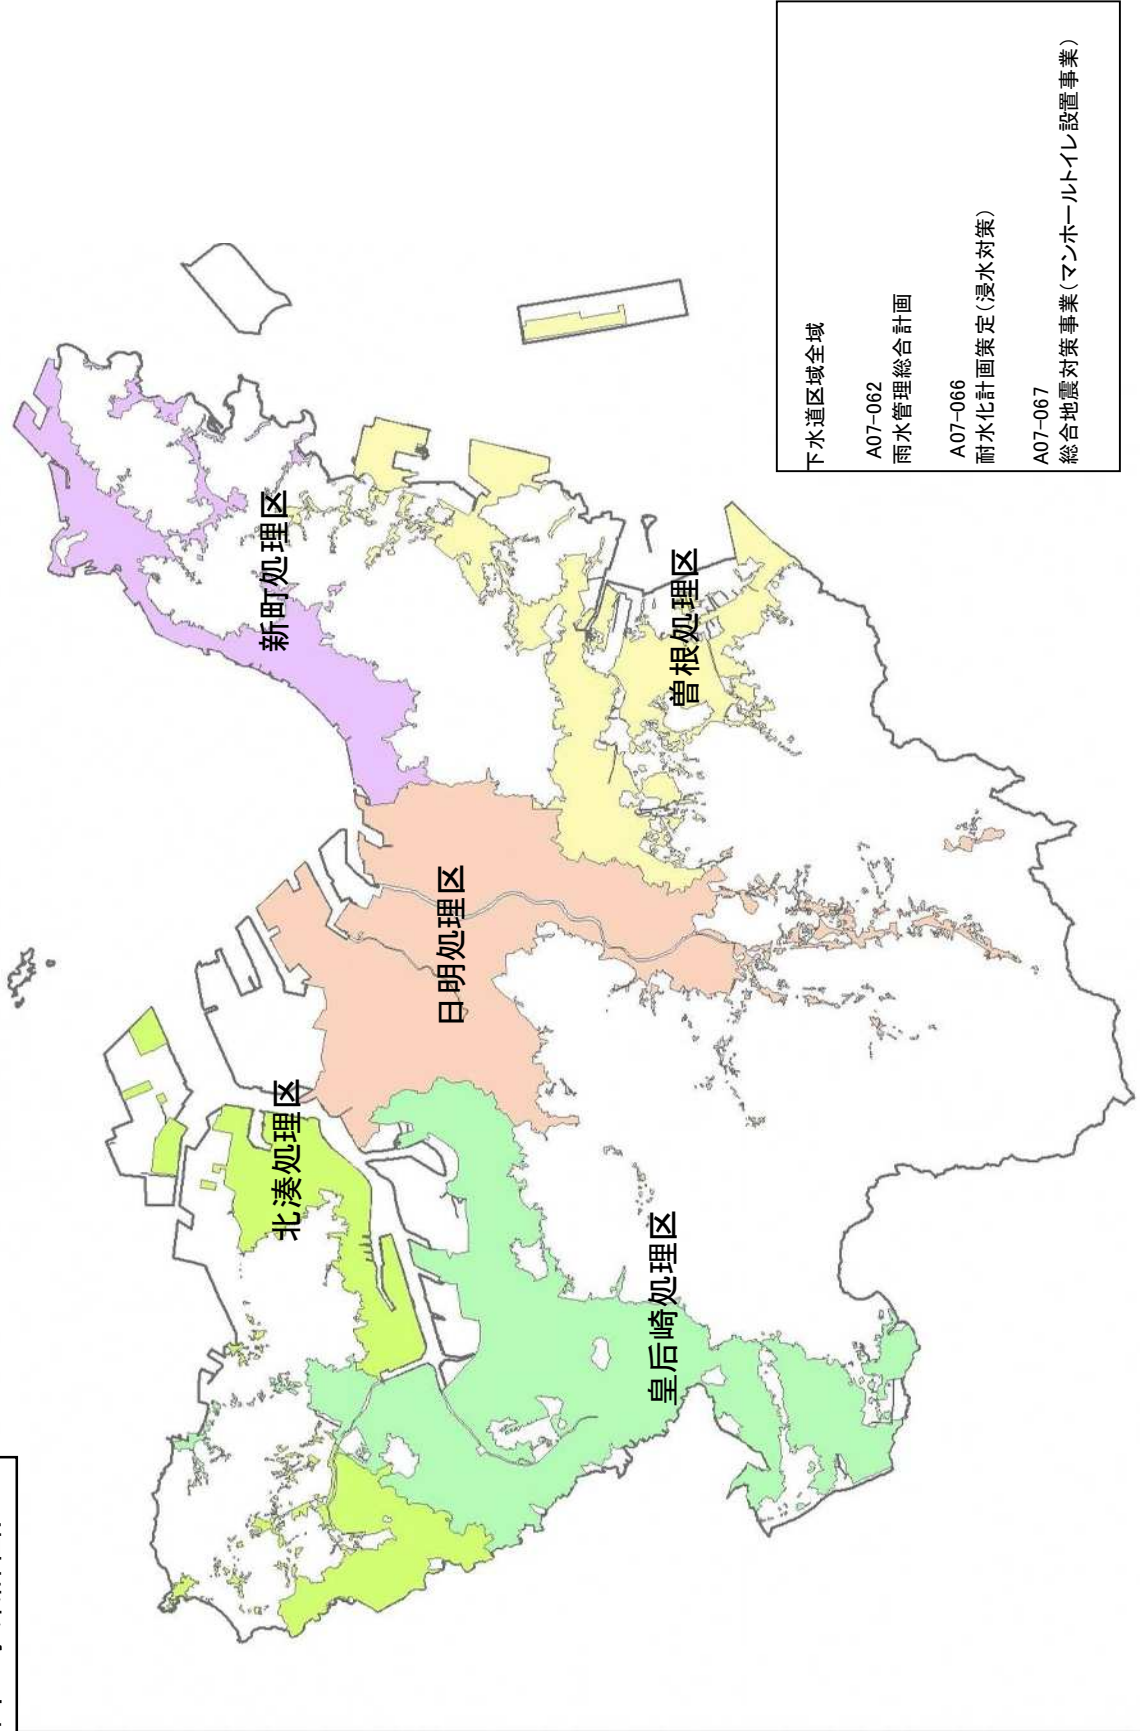 新町処理区
曽根処理区
日明処理区
北湊処理区
皇后崎処理区
下水道区域全域
A07-062
雨水管理総合計画
A07-066
耐水化計画策定（浸水対策）
A07-067
総合地震対策事業（マンホールトイレ設置事業）